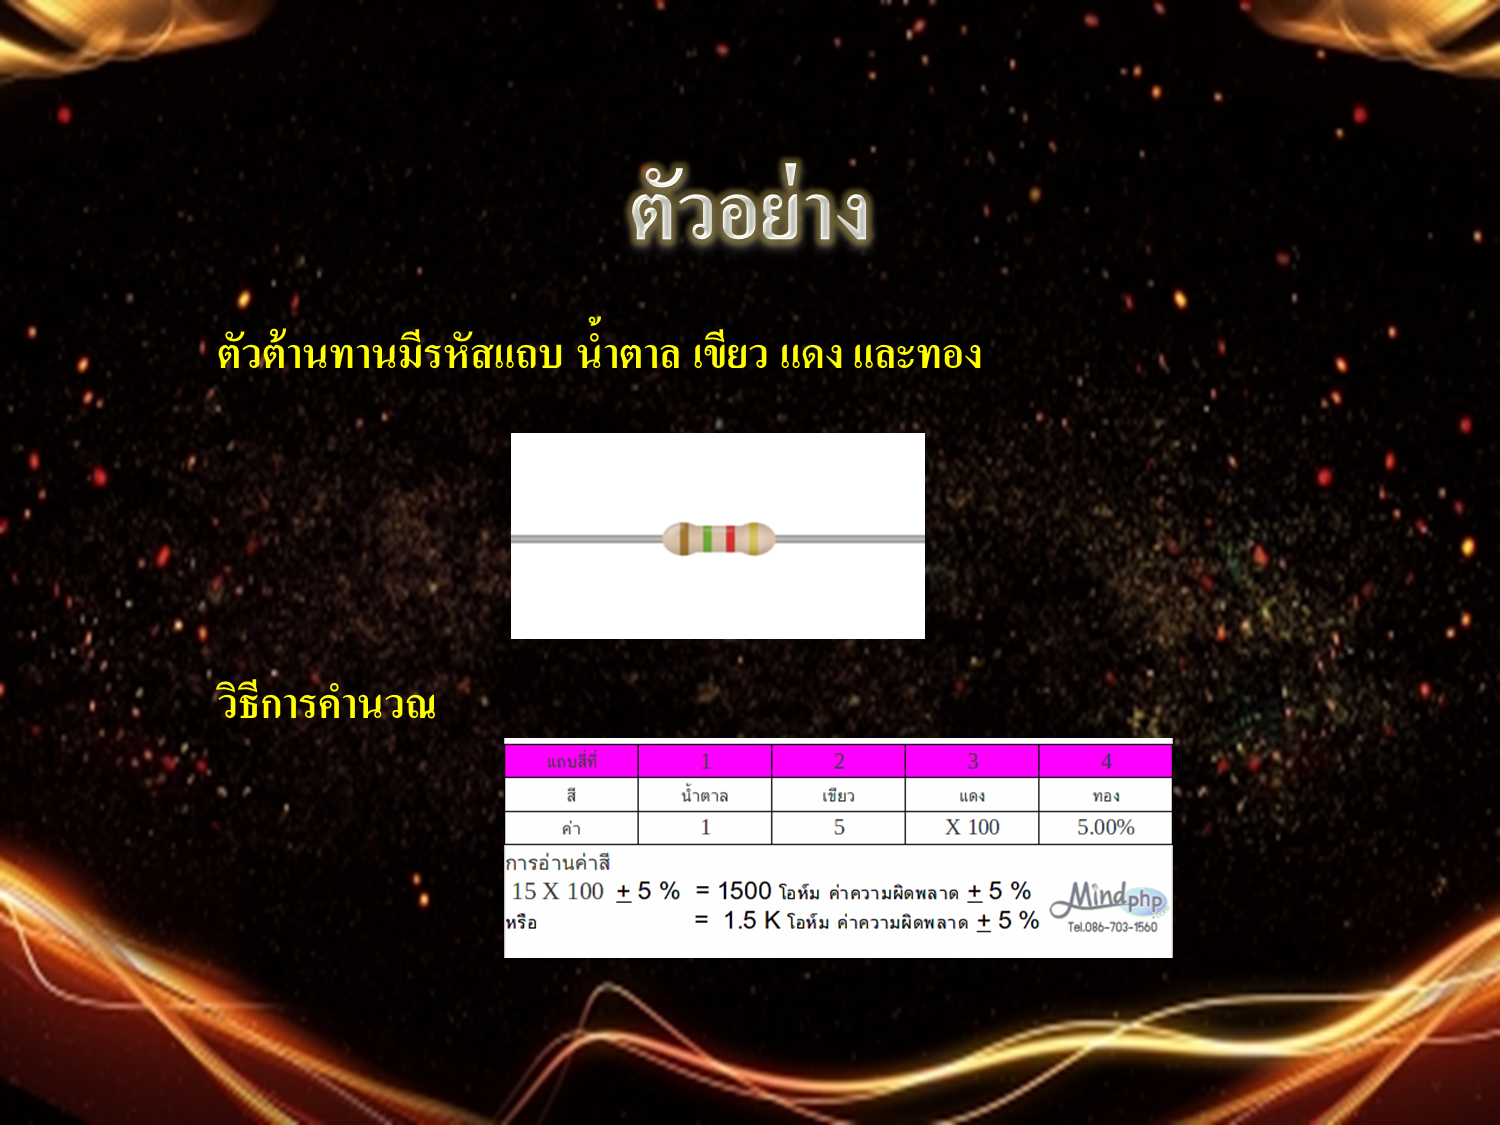 ตัวอย่าง
ตัวต้านทานมีรหัสแถบ น้ำตาล เขียว แดง และทอง
วิธีการคำนวณ
แถบสีที่ 1 2 3 4
สี น้ำตาล เขียว แดง ทอง
ค่า 1 5 X 100 5.00%
การอ่านค่าสี
15 X 100 ± 5 % = 1500 โอห์ม ค่าความผิดพลาด ± 5 %
หรือ = 1.5 K โอห์ม ค่าความผิดพลาด ± 5 %
Mindphp
Tel.086-703-1560